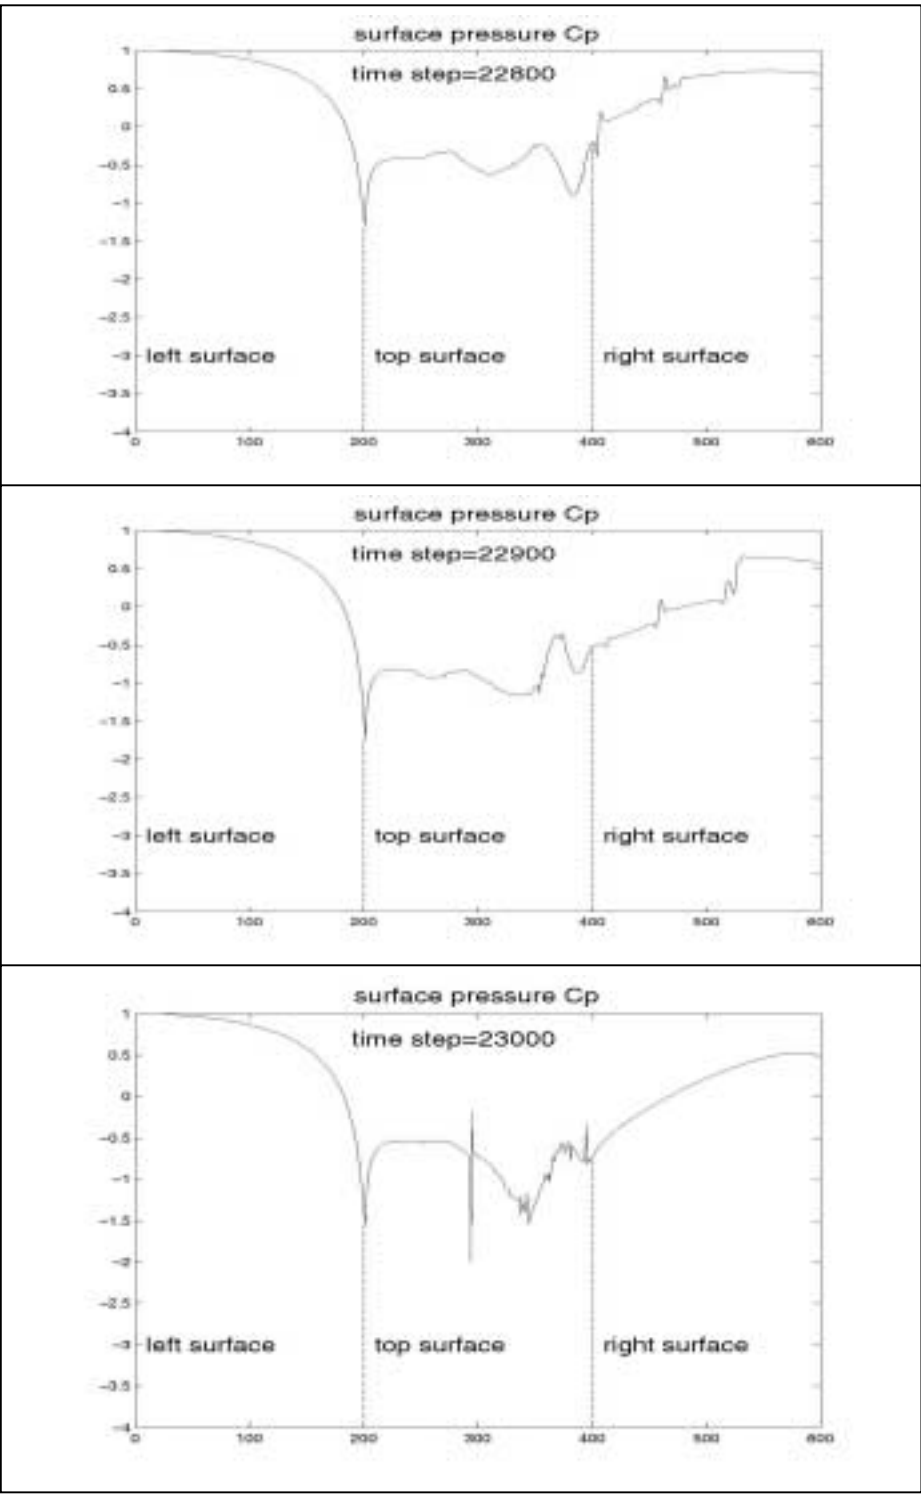 surface pressure Cp
time step=22800
1
0.5
0
−0.5
−1
−1.5
−2
−2.5
−3
−3.5
−4
left surface top surface right surface
0 100 200 300 400 500 600
surface pressure Cp
time step=22900
1
0.5
0
−0.5
−1
−1.5
−2
−2.5
−3
−3.5
−4
left surface top surface right surface
0 100 200 300 400 500 600
surface pressure Cp
time step=23000
1
0.5
0
−0.5
−1
−1.5
−2
−2.5
−3
−3.5
−4
left surface top surface right surface
0 100 200 300 400 500 600